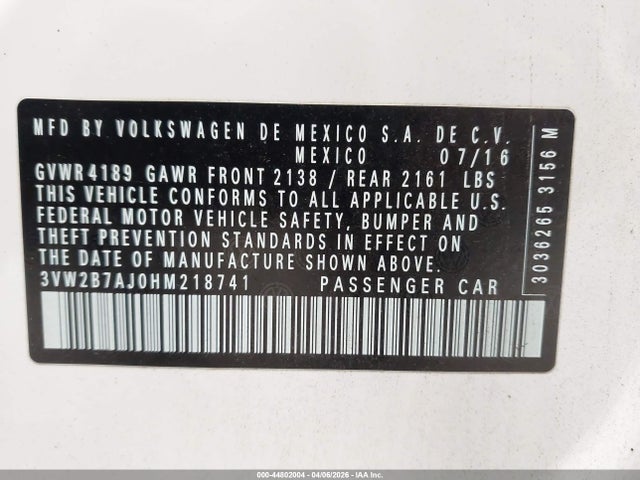 MFD BY VOLKSWAGEN DE MEXICO S.A. DE C.V.
MEXICO 07/16
GVWR 4189 GAWR FRONT 2138 / REAR 2161 LBS
THIS VEHICLE CONFORMS TO ALL APPLICABLE U.S.
FEDERAL MOTOR VEHICLE SAFETY, BUMPER AND
THEFT PREVENTION STANDARDS IN EFFECT ON
THE DATE OF MANUFACTURE SHOWN ABOVE.
3VW2B7AJ0HM218741 PASSENGER CAR
3036265 3156 M
000-44802004 - 04/06/2026 - IAA Inc.